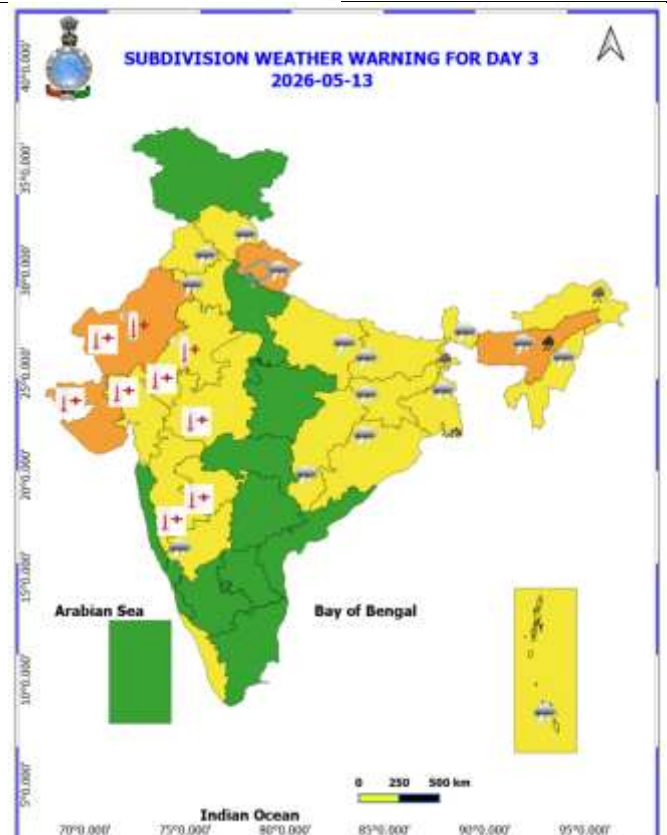 SUBDIVISION WEATHER WARNING FOR DAY 3
2026-05-13
40°0.000'
35°0.000'
30°0.000'
25°0.000'
20°0.000'
15°0.000'
10°0.000'
5°0.000'
Arabian Sea
Bay of Bengal
0 250 500 km
Indian Ocean
70°0.000' 75°0.000' 80°0.000' 85°0.000' 90°0.000' 95°0.000'